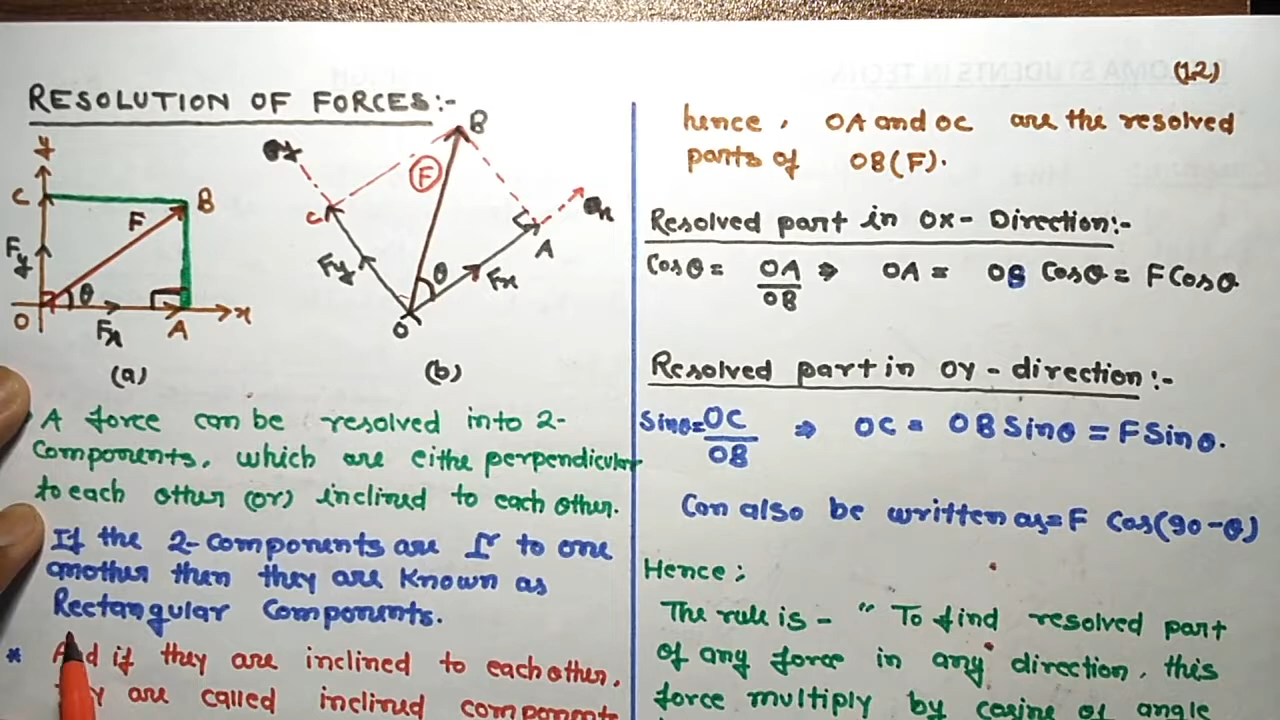 (12)
RESOLUTION OF FORCES:-
y
C
B
F
Fy
θ
O
Fx
A
x
(a)
B
F
C
A
Fy
θ
Fx
O
(b)
A force can be resolved into 2-
Components, which are eithe perpendicular
to each other (or) inclined to each other.
If the 2-components are to one
another then they are Known as
Rectangular Components.
* And if they are inclined to each other,
they are called inclined components
hence, OA and OC are the resolved
parts of OB(F).
Resolved part in Ox-Direction:-
Cosθ = OA/OB ⇒ OA = OB Cosθ = F Cosθ
Resolved part in OY-direction:-
Sinθ = OC/OB ⇒ OC = OB Sinθ = F Sinθ.
Can also be written as = F Cos(90-θ)
Hence;
The rule is - " To find resolved part
of any force in any direction, this
force multiply by cosine of angle